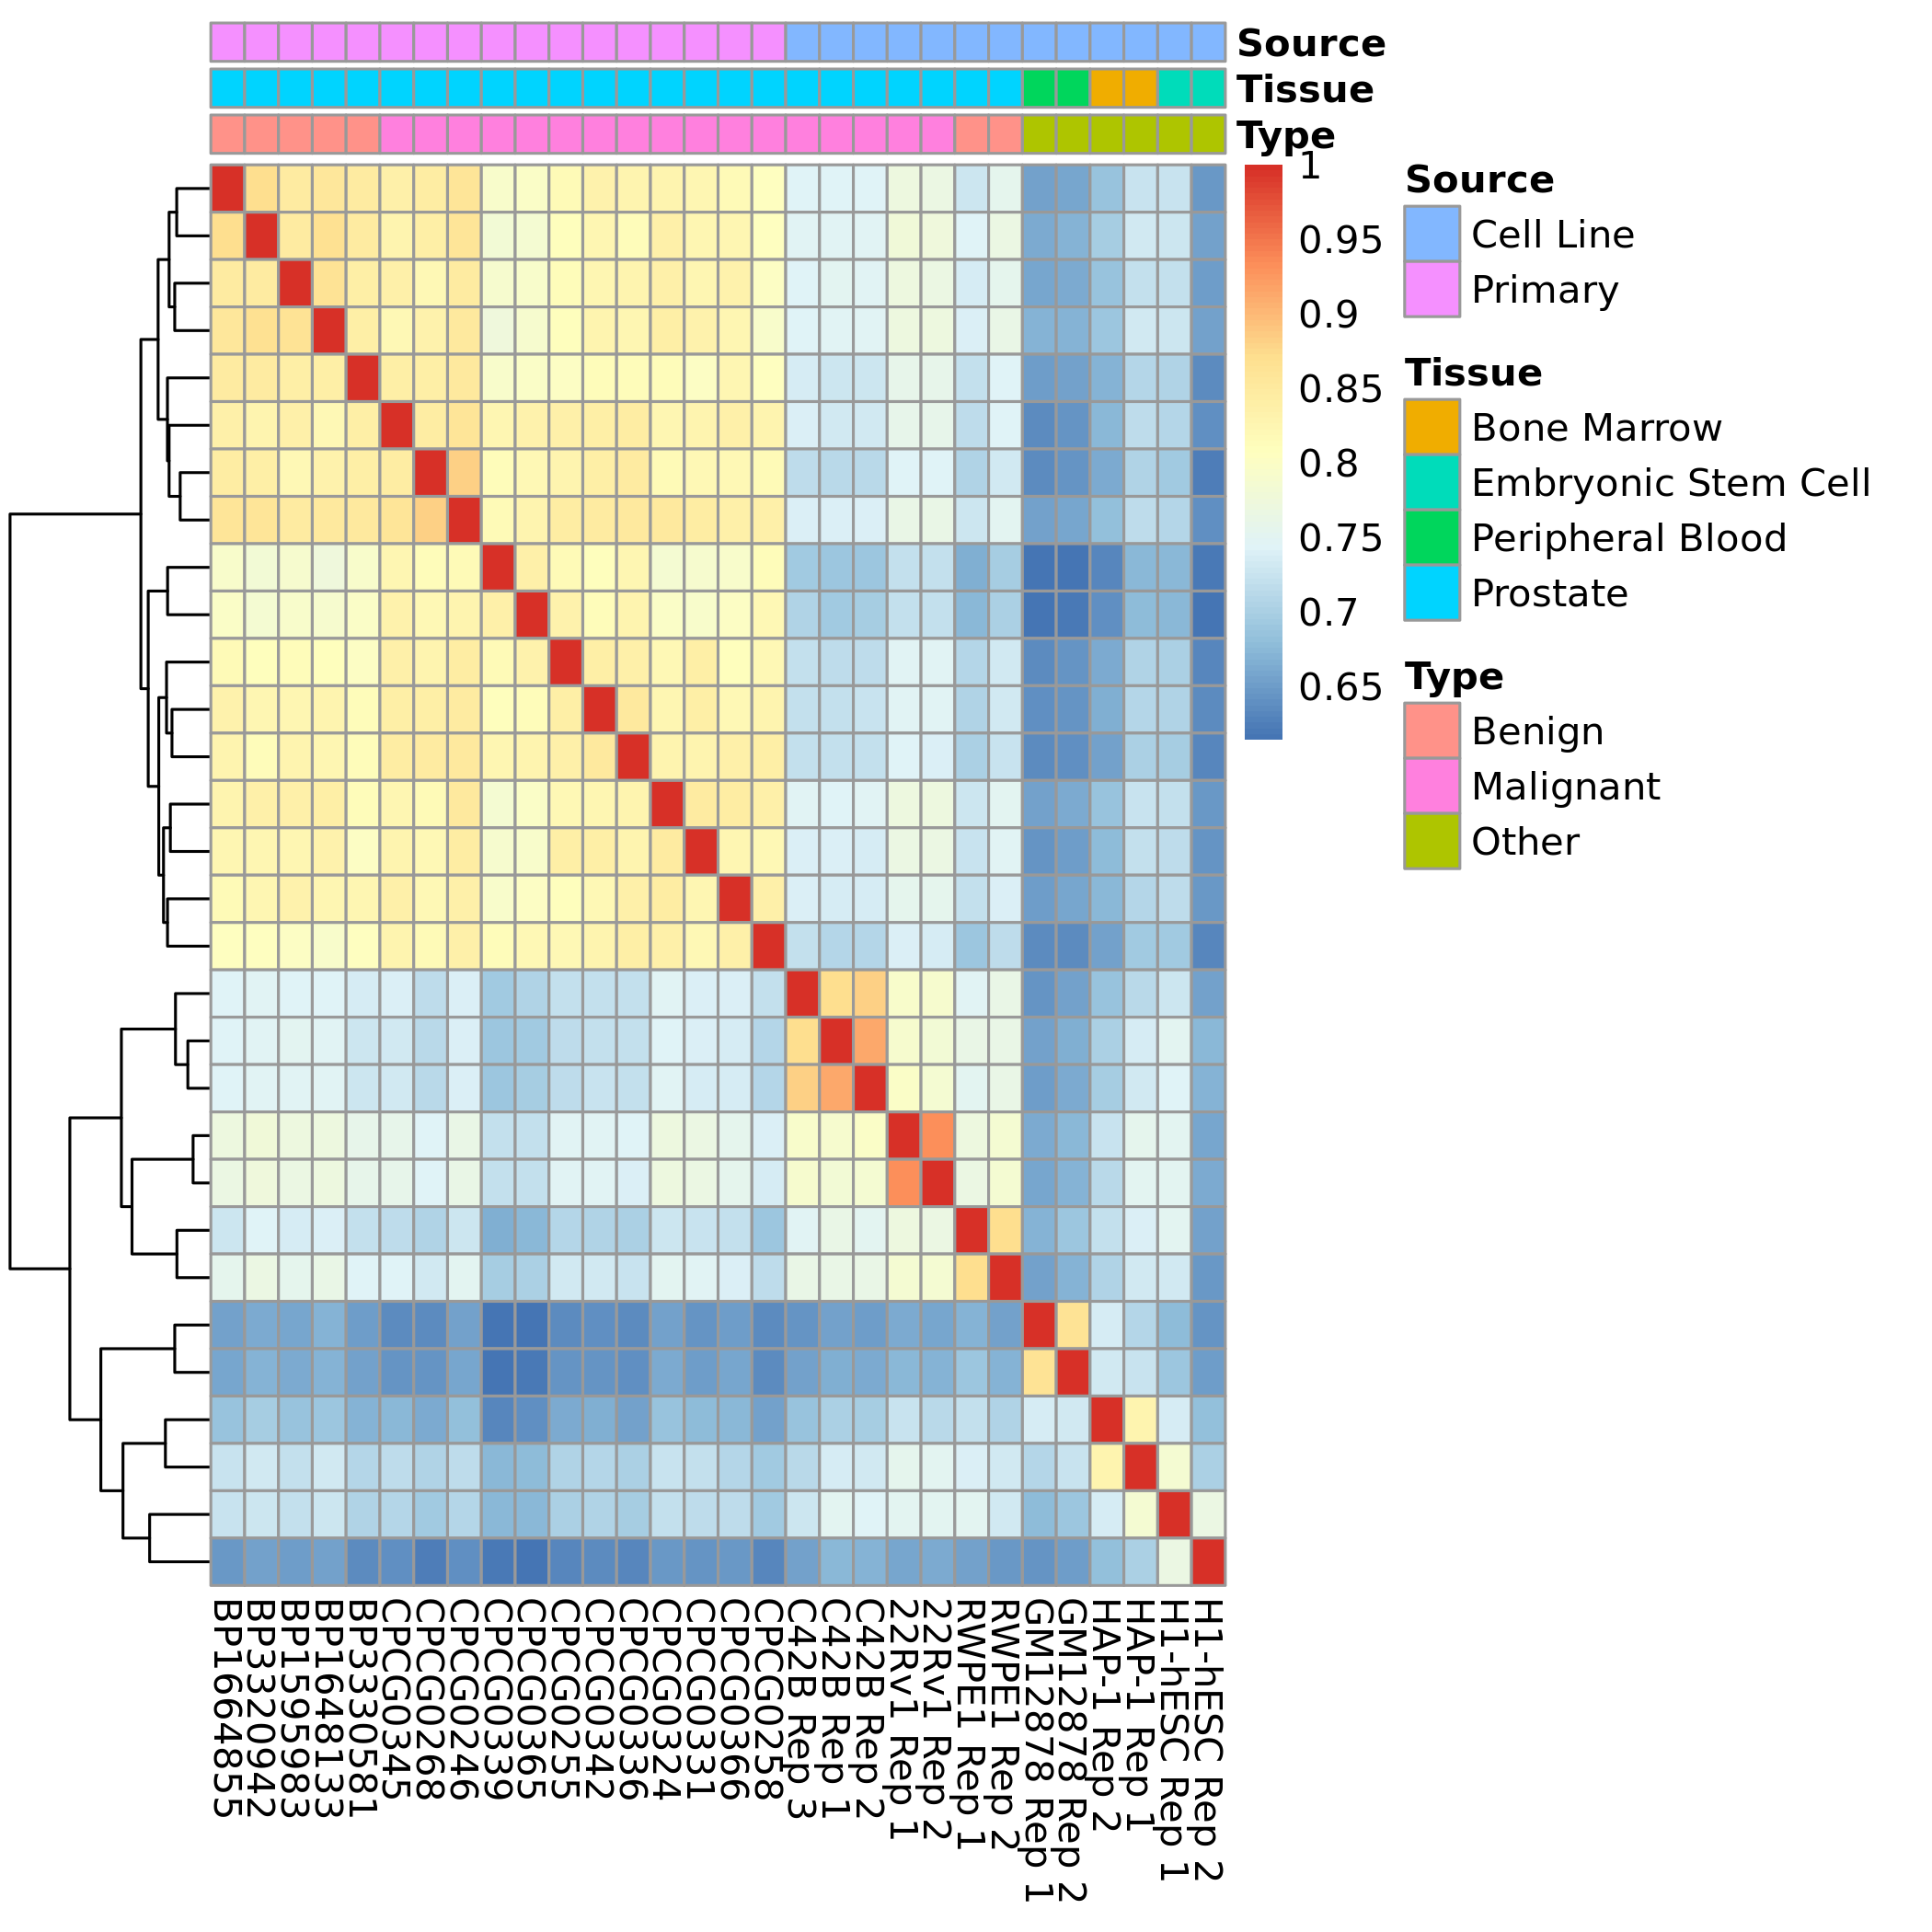 Source
Tissue
Type
1
0.95
0.9
0.85
0.8
0.75
0.7
0.65
Source
Cell Line
Primary
Tissue
Bone Marrow
Embryonic Stem Cell
Peripheral Blood
Prostate
Type
Benign
Malignant
Other
BP1664855
BP3320942
BP1595983
BP1648133
BP3330581
CPCG0345
CPCG0268
CPCG0246
CPCG0339
CPCG0365
CPCG0255
CPCG0342
CPCG0336
CPCG0324
CPCG0331
CPCG0366
CPCG0258
C42B Rep 3
C42B Rep 1
C42B Rep 2
22Rv1 Rep 1
22Rv1 Rep 2
RWPE1 Rep 1
RWPE1 Rep 2
GM12878 Rep 1
GM12878 Rep 2
HAP-1 Rep 2
HAP-1 Rep 1
H1-hESC Rep 1
H1-hESC Rep 2